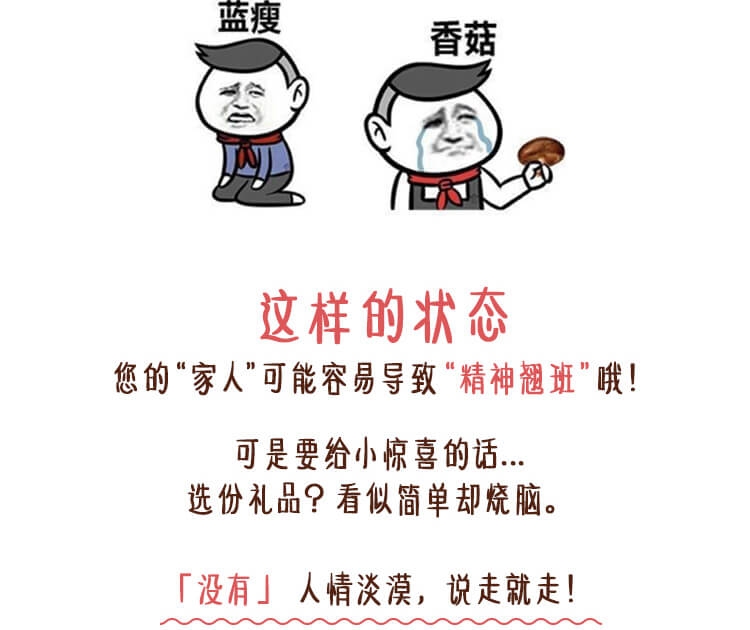 蓝瘦
香菇
这样的状态
您的“家人”可能容易导致“精神翘班”哦！
可是要给小惊喜的话...
选份礼品？看似简单却烧脑。
「没有」人情淡漠，说走就走！